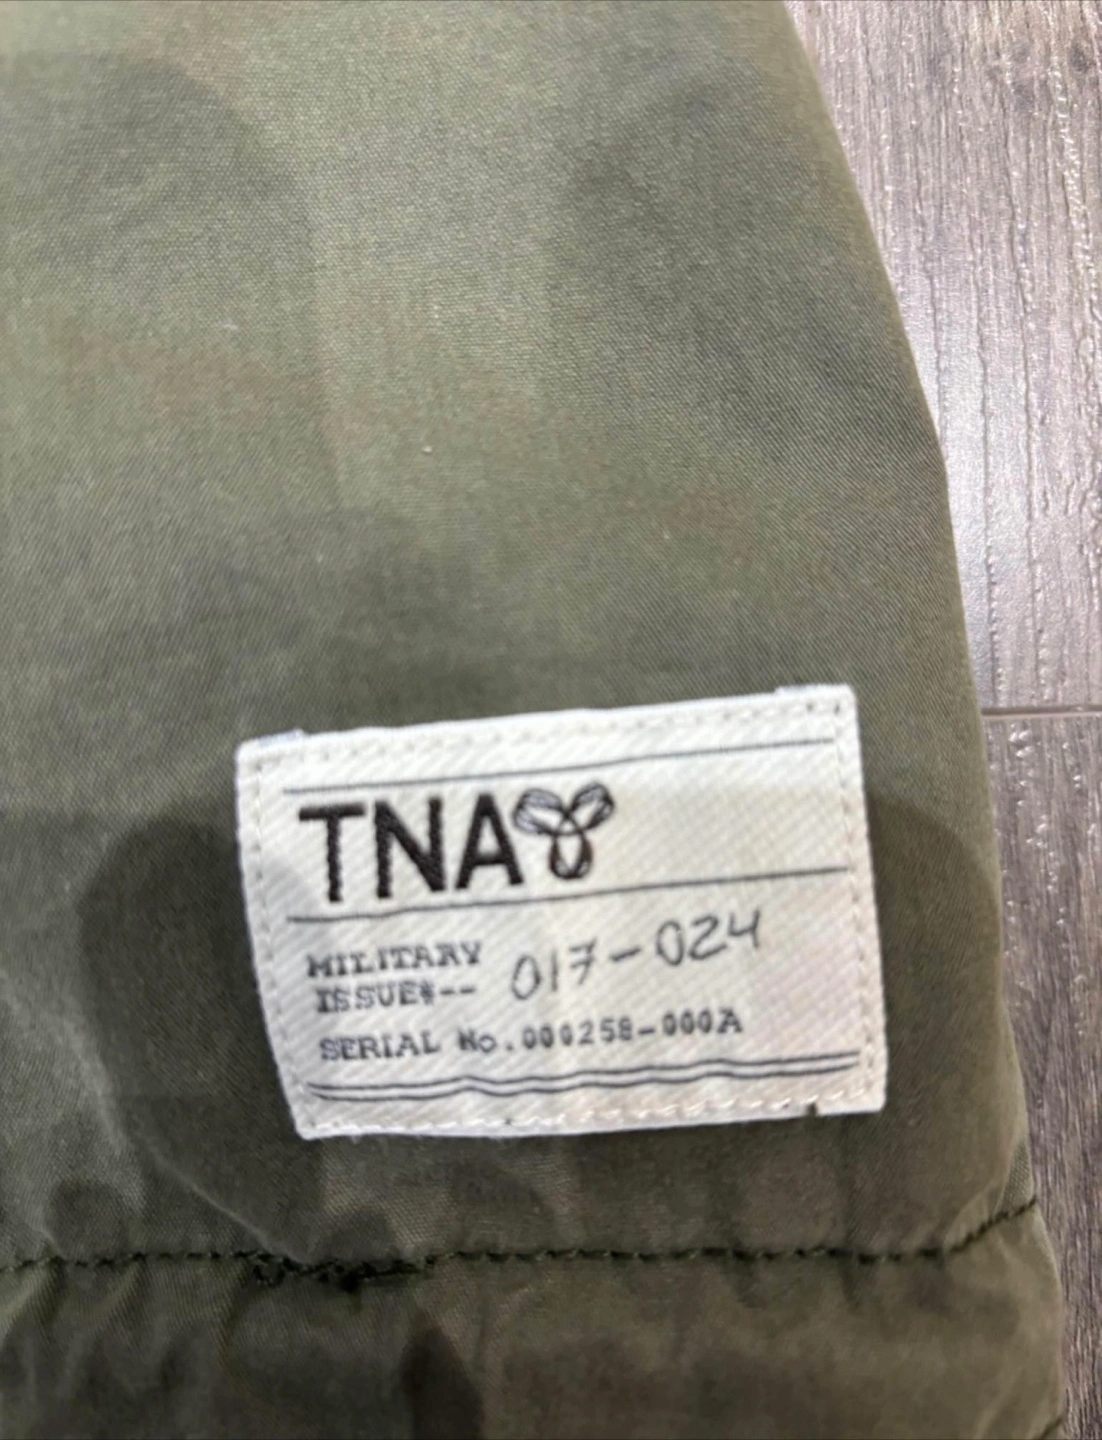 TNA
MILITARY
ISSUE#-- 017-024
SERIAL No.000258-000A